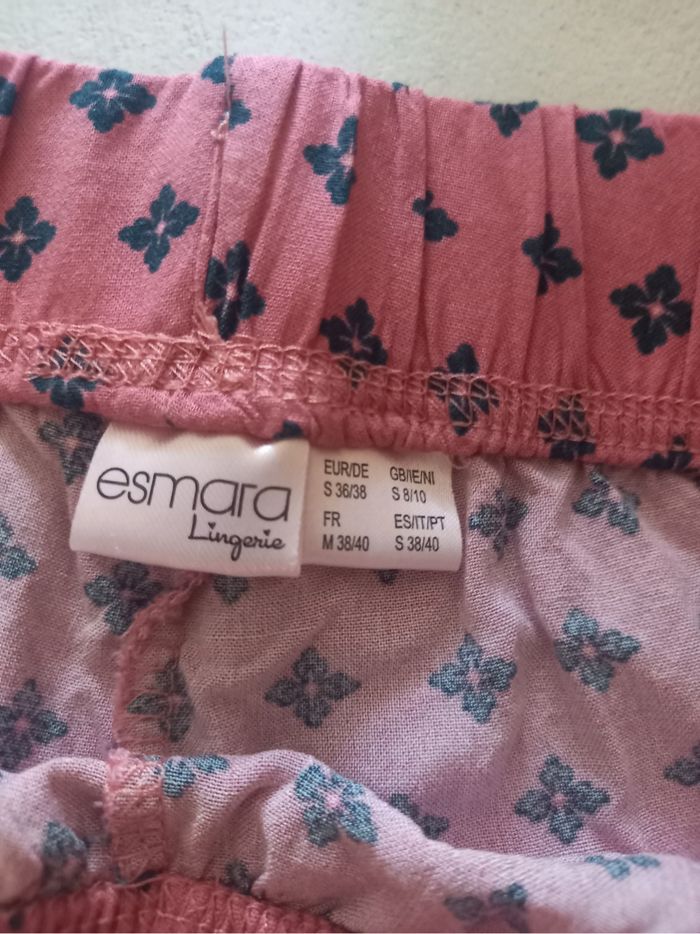 esmara
Lingerie
EUR/DE GB/IE/NI
S 36/38 S 8/10
FR ES/IT/PT
M 38/40 S 38/40